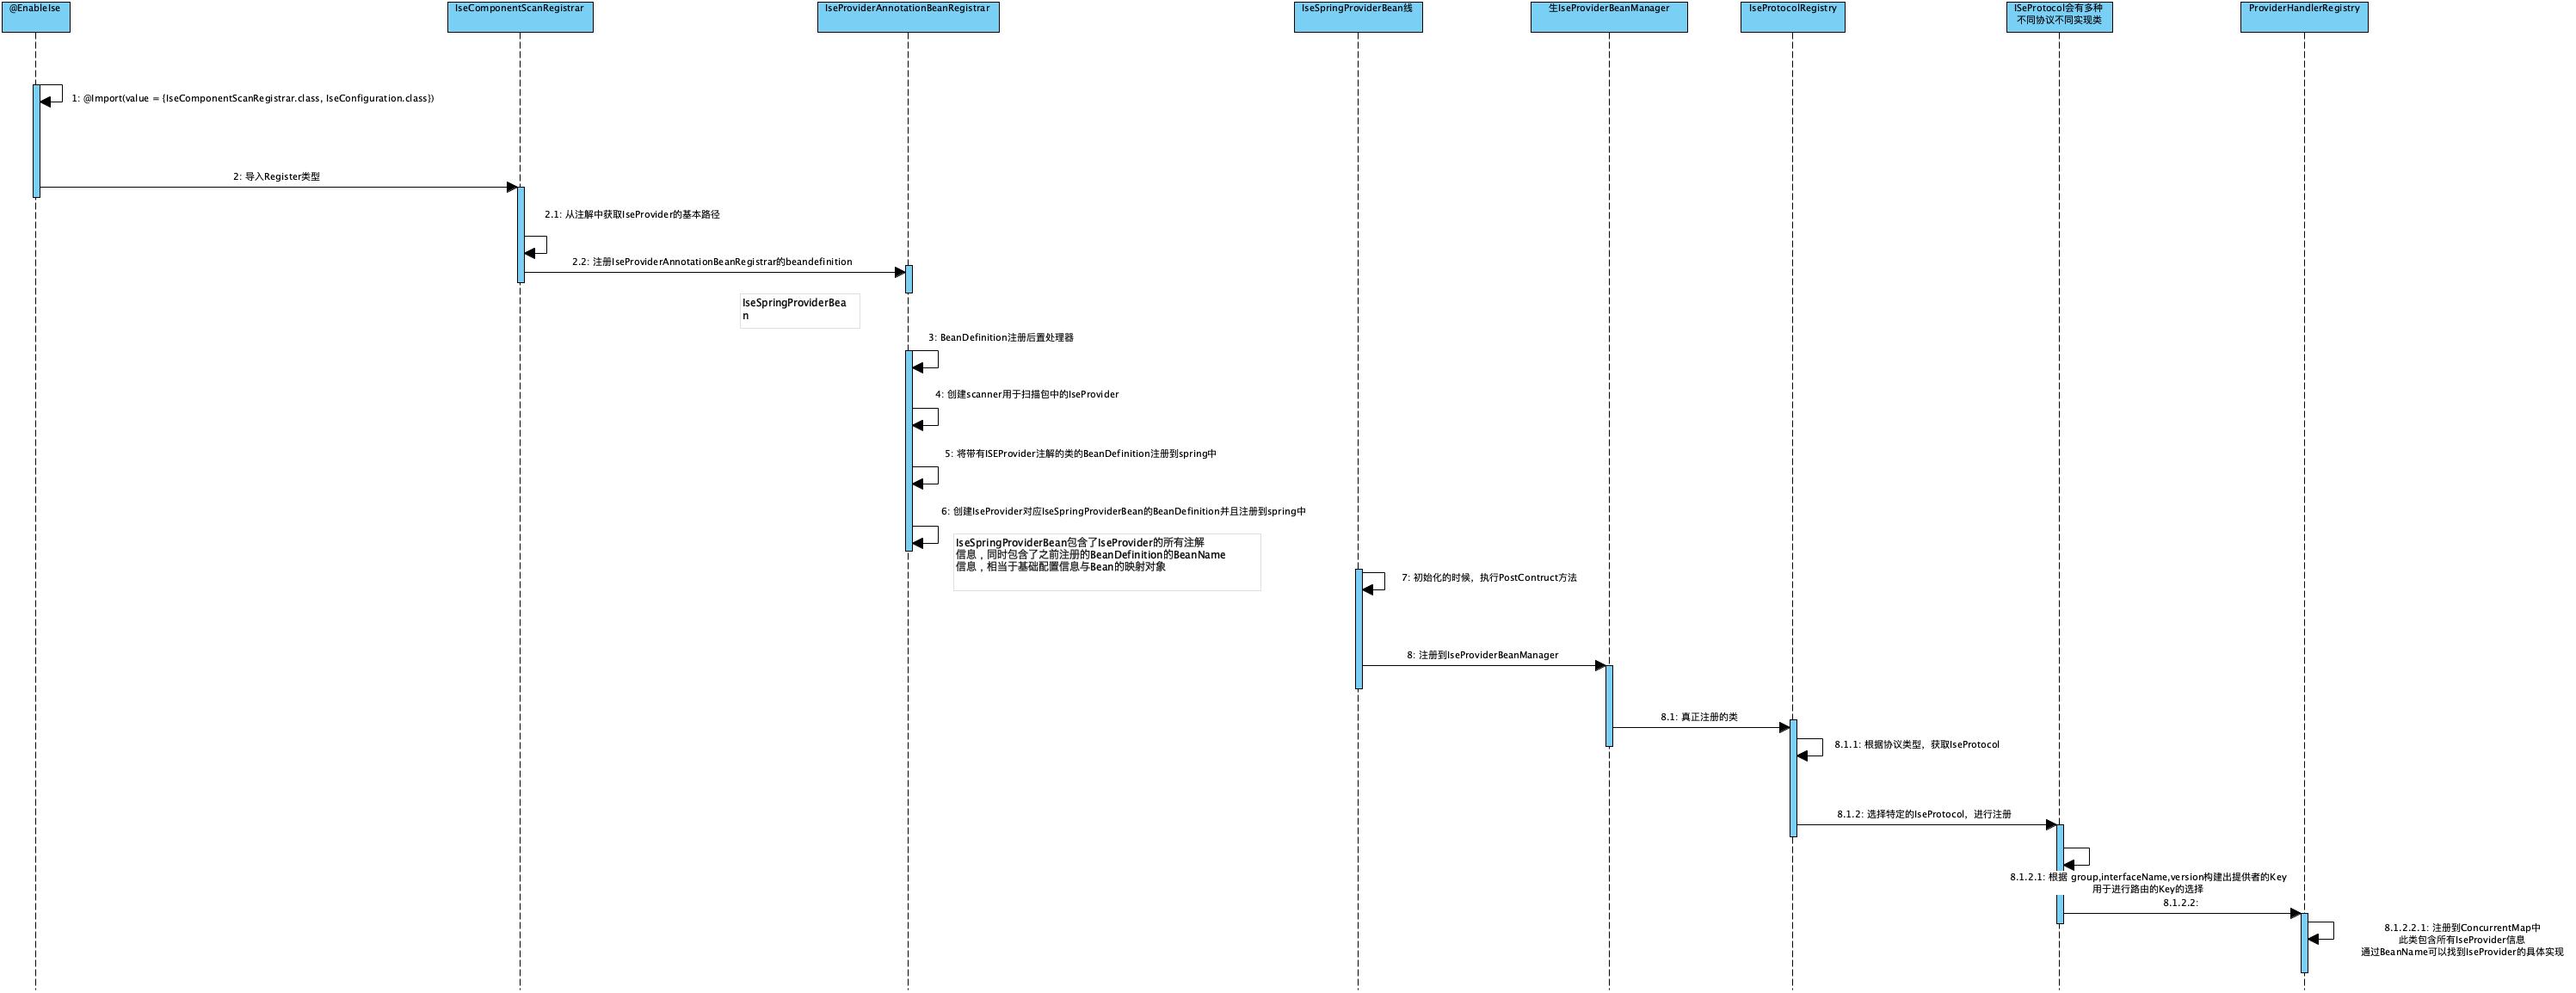 @EnableIse
IseComponentScanRegistrar
IseProviderAnnotationBeanRegistrar
IseSpringProviderBean线
生IseProviderBeanManager
IseProtocolRegistry
ISeProtocol会有多种
不同协议不同实现类
ProviderHandlerRegistry
1: @Import(value = {IseComponentScanRegistrar.class, IseConfiguration.class})
2: 导入Register类型
2.1: 从注解中获取IseProvider的基本路径
2.2: 注册IseProviderAnnotationBeanRegistrar的beandefinition
IseSpringProviderBea
n
3: BeanDefinition注册后置处理器
4: 创建scanner用于扫描包中的IseProvider
5: 将带有ISEProvider注解的类的BeanDefinition注册到spring中
6: 创建IseProvider对应IseSpringProviderBean的BeanDefinition并且注册到spring中
IseSpringProviderBean包含了IseProvider的所有注解
信息，同时包含了之前注册的BeanDefinition的BeanName
信息，相当于基础配置信息与Bean的映射对象
7: 初始化的时候，执行PostContruct方法
8: 注册到IseProviderBeanManager
8.1: 真正注册的类
8.1.1: 根据协议类型，获取IseProtocol
8.1.2: 选择特定的IseProtocol，进行注册
8.1.2.1: 根据 group,interfaceName,version构建出提供者的Key
用于进行路由的Key的选择
8.1.2.2:
8.1.2.2.1: 注册到ConcurrentMap中
此类包含所有IseProvider信息
通过BeanName可以找到IseProvider的具体实现